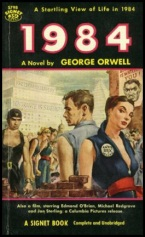 A Startling View of Life in 1984
1984
A Novel by GEORGE ORWELL
Also a film, starring Edmond O'Brien, Michael Redgrave
and Jan Sterling, a Columbia Pictures release.
A SIGNET BOOK Complete and Unabridged